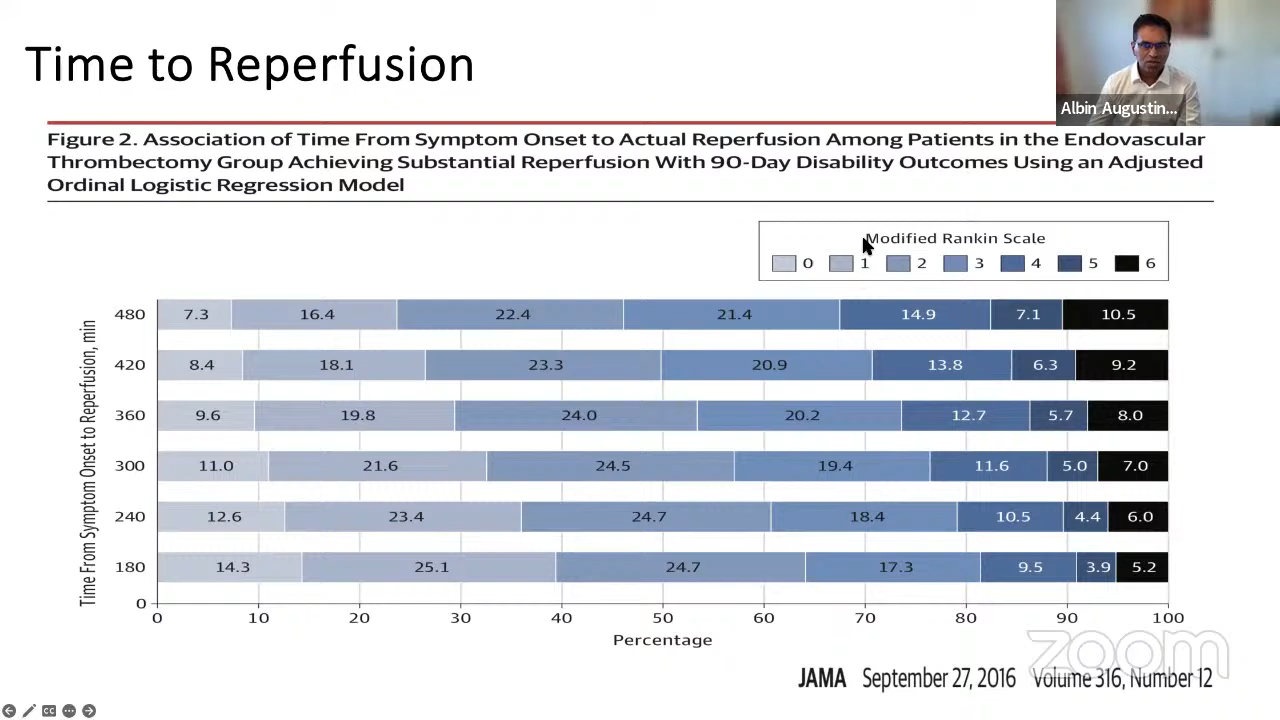 Time to Reperfusion
Albin Augustin...
Figure 2. Association of Time From Symptom Onset to Actual Reperfusion Among Patients in the Endovascular
Thrombectomy Group Achieving Substantial Reperfusion With 90-Day Disability Outcomes Using an Adjusted
Ordinal Logistic Regression Model
Modified Rankin Scale
0 1 2 3 4 5 6
Time From Symptom Onset to Reperfusion, min
480 7.3 16.4 22.4 21.4 14.9 7.1 10.5
420 8.4 18.1 23.3 20.9 13.8 6.3 9.2
360 9.6 19.8 24.0 20.2 12.7 5.7 8.0
300 11.0 21.6 24.5 19.4 11.6 5.0 7.0
240 12.6 23.4 24.7 18.4 10.5 4.4 6.0
180 14.3 25.1 24.7 17.3 9.5 3.9 5.2
0
0 10 20 30 40 50 60 70 80 90 100
Percentage
zoom
JAMA September 27, 2016 Volume 316, Number 12
CC